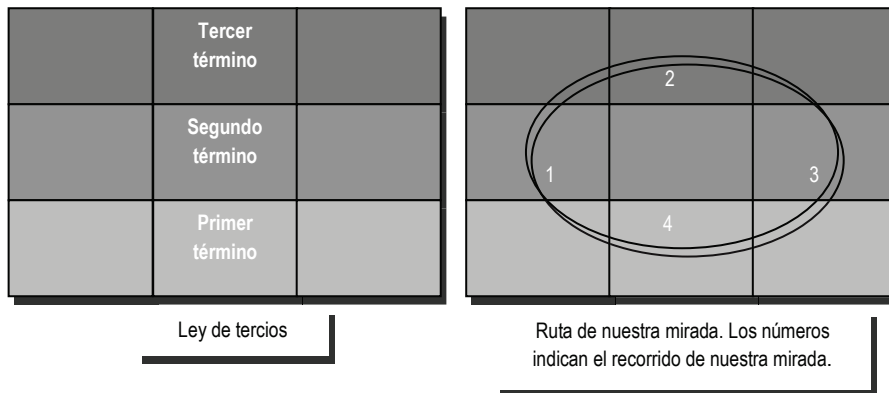 Tercer
término
Segundo
término
Primer
término
Ley de tercios
2
1
3
4
Ruta de nuestra mirada. Los números
indican el recorrido de nuestra mirada.